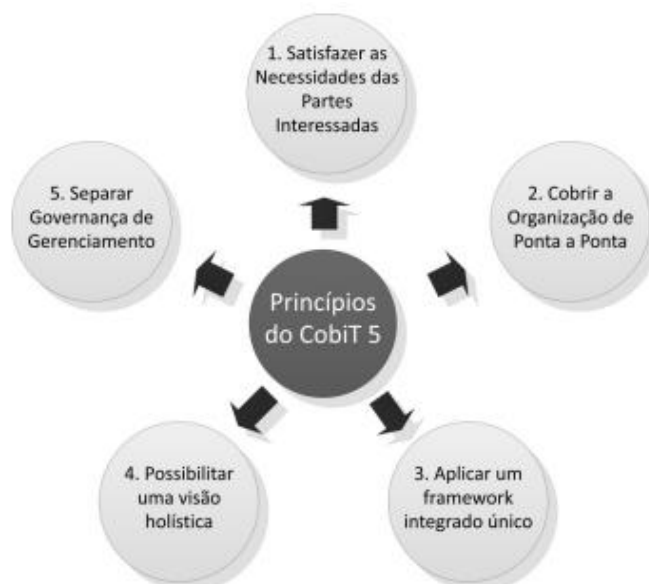 1. Satisfazer as
Necessidades das
Partes
Interessadas
2. Cobrir a
Organização de
Ponta a Ponta
3. Aplicar um
framework
integrado único
4. Possibilitar
uma visão
holística
5. Separar
Governança de
Gerenciamento
Princípios
do CobiT 5